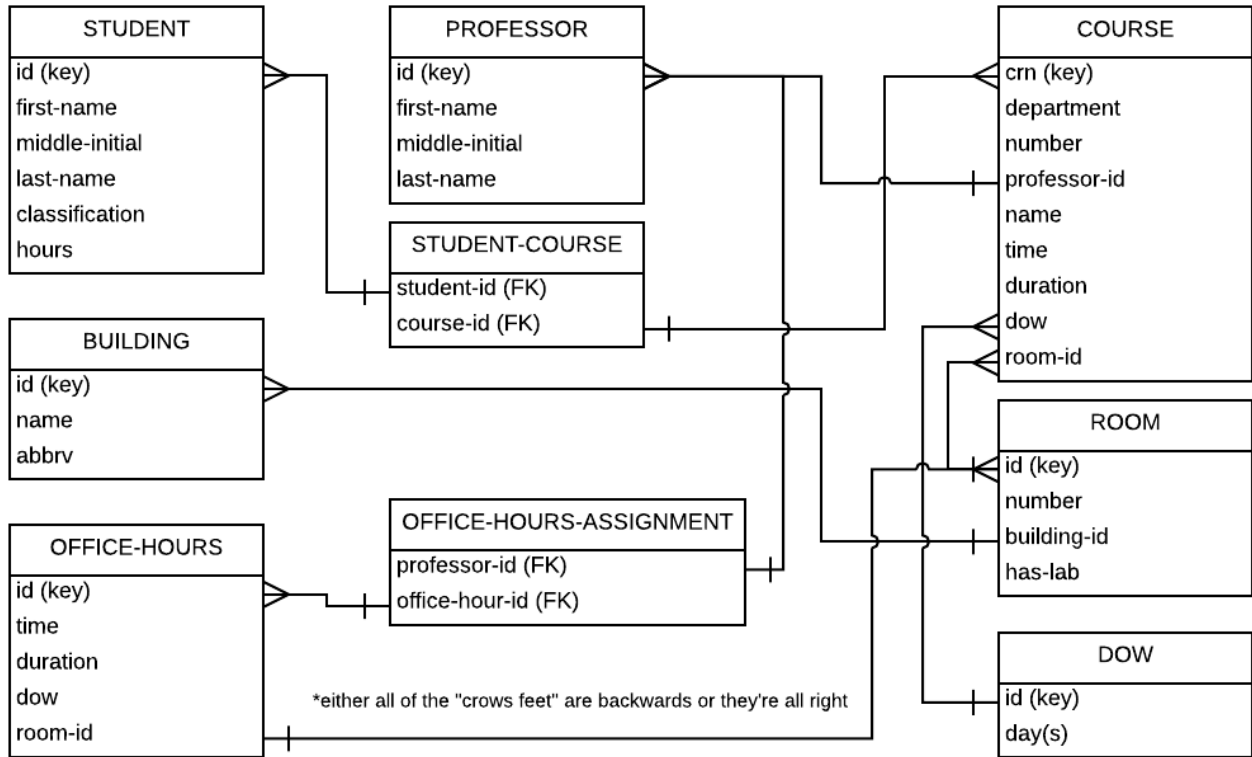 STUDENT
id (key)
first-name
middle-initial
last-name
classification
hours
PROFESSOR
id (key)
first-name
middle-initial
last-name
COURSE
crn (key)
department
number
professor-id
name
time
duration
dow
room-id
STUDENT-COURSE
student-id (FK)
course-id (FK)
BUILDING
id (key)
name
abbrv
ROOM
id (key)
number
building-id
has-lab
OFFICE-HOURS
id (key)
time
duration
dow
room-id
OFFICE-HOURS-ASSIGNMENT
professor-id (FK)
office-hour-id (FK)
DOW
id (key)
day(s)
*either all of the "crows feet" are backwards or they're all right